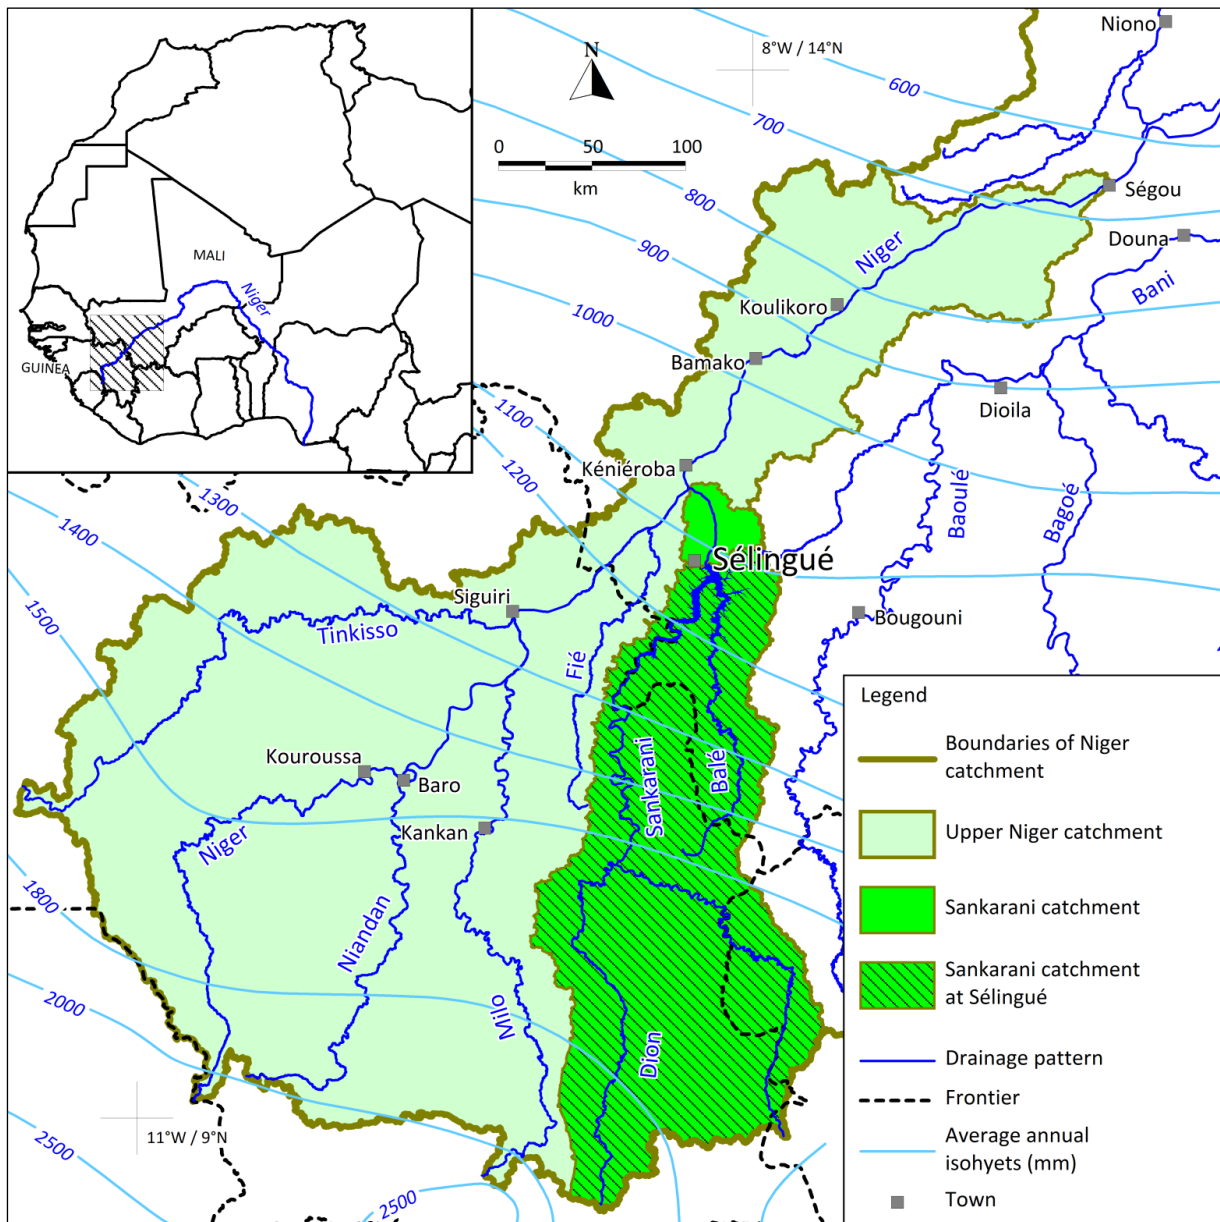 Niono
8°W / 14°N
N
600
700
0 50 100
km
800
Ségou
MALI
900
Niger
Douna
Niger
Bani
Koulikoro
1000
GUINEA
Bamako
Dioila
1100
1200
Kéniéroba
1300
Baoulé
Bagoé
1400
Sélingué
1500
Siguiri
Tinkisso
Bougouni
Fié
Legend
Boundaries of Niger
catchment
Kouroussa
Baro
Balé
Sankarani
Niger
Kankan
Upper Niger catchment
1800
Sankarani catchment
Niandan
Sankarani catchment
at Sélingué
2000
Milo
Dion
Drainage pattern
Frontier
11°W / 9°N
2500
Average annual
isohyets (mm)
2500
Town